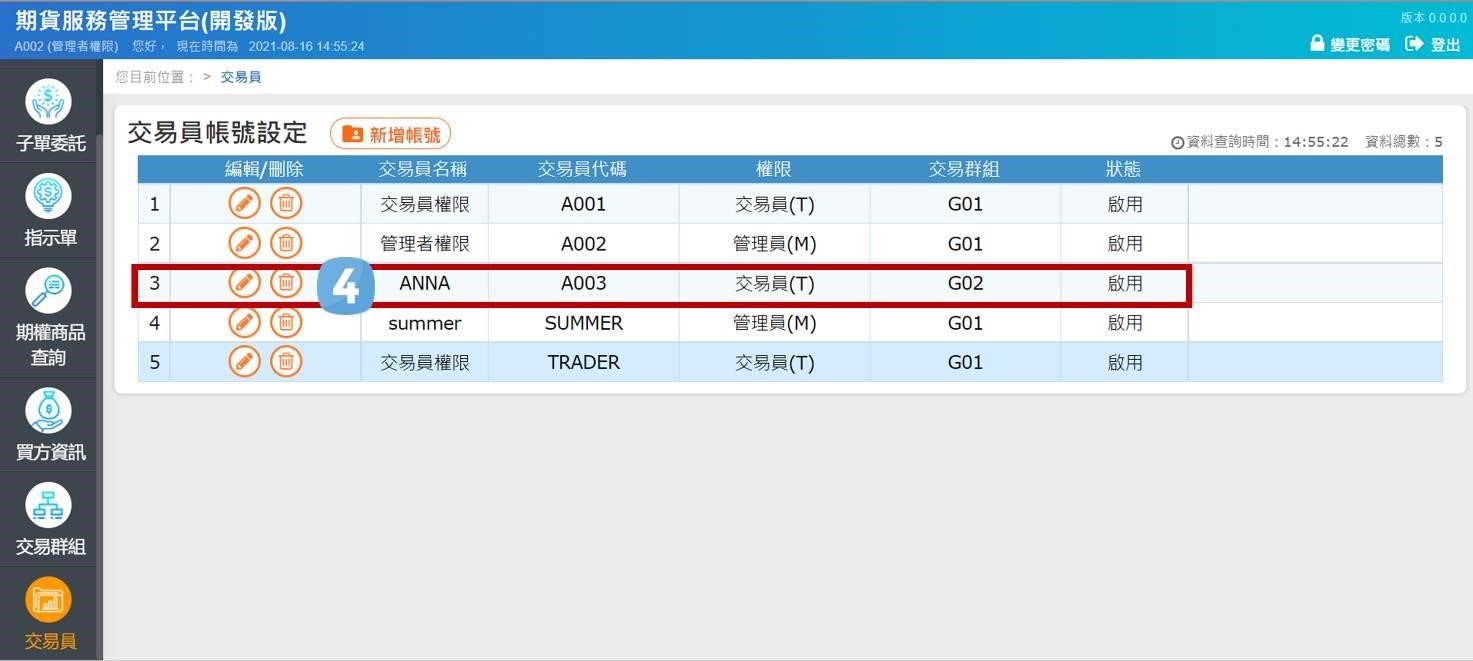 期貨服務管理平台(開發版)
版本 0.0.0.0
A002 (管理者權限) 您好， 現在時間為 2021-08-16 14:55:24
變更密碼 登出
您目前位置： > 交易員
子單委託
指示單
期權商品
查詢
買方資訊
交易群組
交易員
交易員帳號設定 新增帳號
資料查詢時間：14:55:22 資料總數：5
編輯/刪除 交易員名稱 交易員代碼 權限 交易群組 狀態
1 交易員權限 A001 交易員(T) G01 啟用
2 管理者權限 A002 管理員(M) G01 啟用
3 ANNA A003 交易員(T) G02 啟用
4
4 summer SUMMER 管理員(M) G01 啟用
5 交易員權限 TRADER 交易員(T) G01 啟用